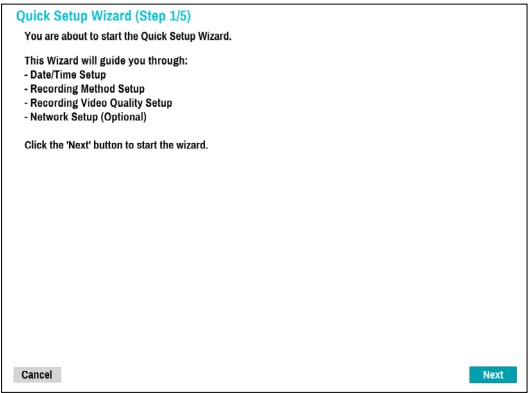 Quick Setup Wizard (Step 1/5)
You are about to start the Quick Setup Wizard.
This Wizard will guide you through:
- Date/Time Setup
- Recording Method Setup
- Recording Video Quality Setup
- Network Setup (Optional)
Click the 'Next' button to start the wizard.
Cancel
Next